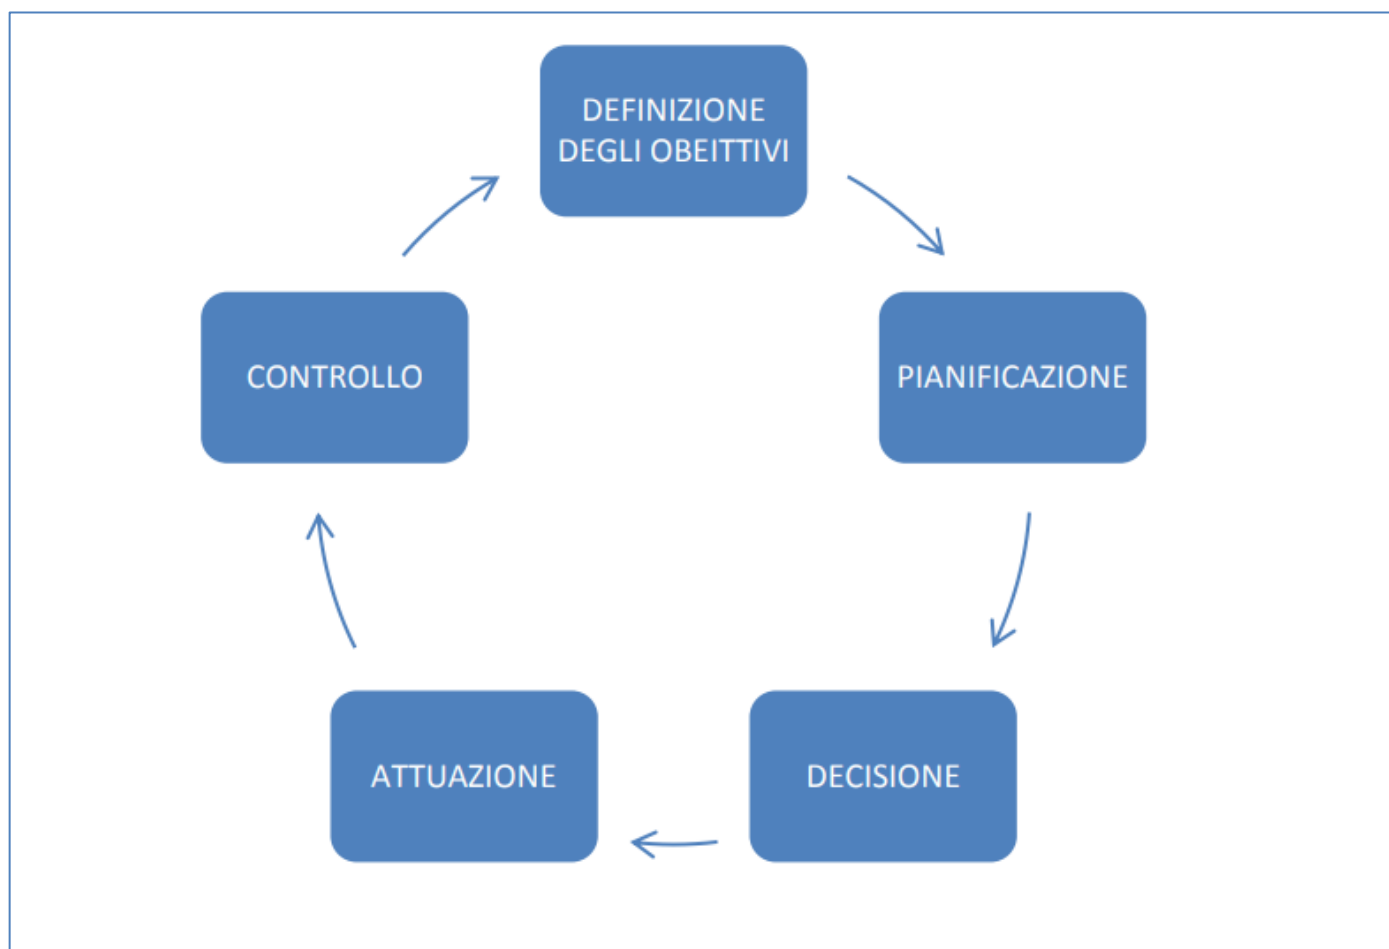 DEFINIZIONE
DEGLI OBEITTIVI
PIANIFICAZIONE
DECISIONE
ATTUAZIONE
CONTROLLO